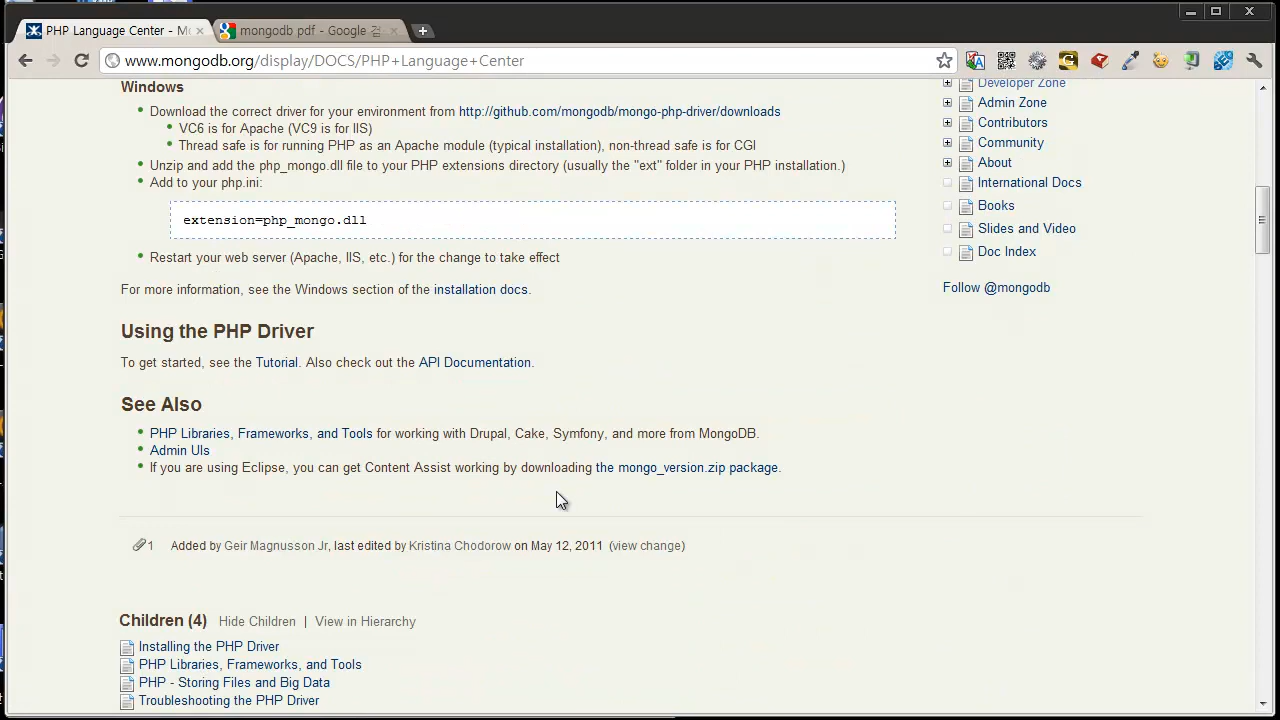 PHP Language Center - M
mongodb pdf - Google 검
www.mongodb.org/display/DOCS/PHP+Language+Center
Windows
Download the correct driver for your environment from http://github.com/mongodb/mongo-php-driver/downloads
VC6 is for Apache (VC9 is for IIS)
Thread safe is for running PHP as an Apache module (typical installation), non-thread safe is for CGI
Unzip and add the php_mongo.dll file to your PHP extensions directory (usually the "ext" folder in your PHP installation.)
Add to your php.ini:
extension=php_mongo.dll
Restart your web server (Apache, IIS, etc.) for the change to take effect
For more information, see the Windows section of the installation docs.
Using the PHP Driver
To get started, see the Tutorial. Also check out the API Documentation.
See Also
PHP Libraries, Frameworks, and Tools for working with Drupal, Cake, Symfony, and more from MongoDB.
Admin UIs
If you are using Eclipse, you can get Content Assist working by downloading the mongo_version.zip package.
1 Added by Geir Magnusson Jr, last edited by Kristina Chodorow on May 12, 2011 (view change)
Children (4) Hide Children | View in Hierarchy
Installing the PHP Driver
PHP Libraries, Frameworks, and Tools
PHP - Storing Files and Big Data
Troubleshooting the PHP Driver
Developer Zone
Admin Zone
Contributors
Community
About
International Docs
Books
Slides and Video
Doc Index
Follow @mongodb